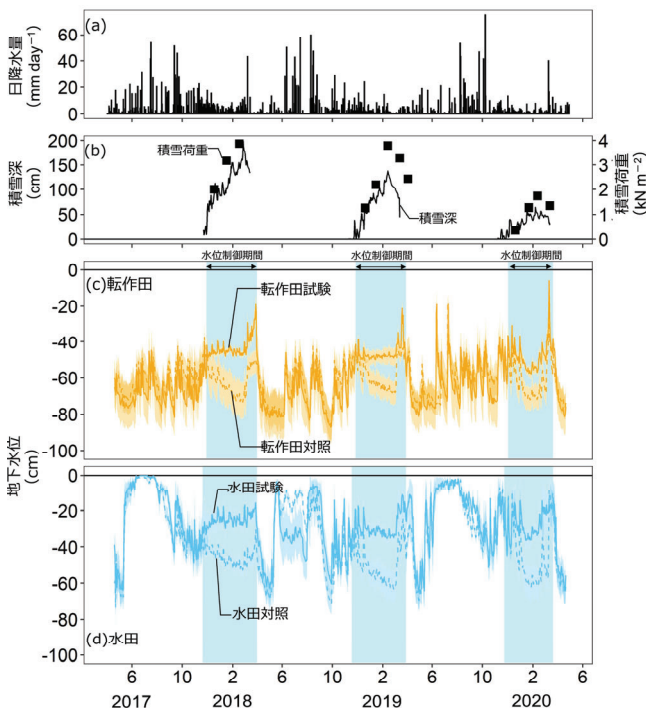 (a)
日降水量
(mm day⁻¹)
60
40
20
0
(b)
積雪荷重
積雪深
積雪深
(cm)
200
150
100
50
0
積雪荷重
(kN m⁻²)
4
3
2
1
0
水位制御期間
水位制御期間
水位制御期間
(c)転作田
転作田試験
転作田対照
0
-20
-40
-60
-80
-100
地下水位
(cm)
水田試験
水田対照
(d)水田
0
-20
-40
-60
-80
-100
6 10 2 6 10 2 6 10 2 6
2017 2018 2019 2020